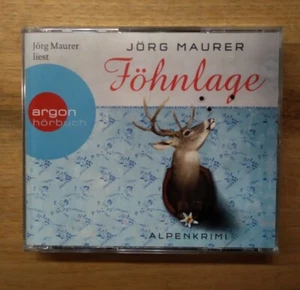 Jörg Maurer
liest
JÖRG MAURER
Föhnlage
argon
hörbuch
ALPENKRIMI